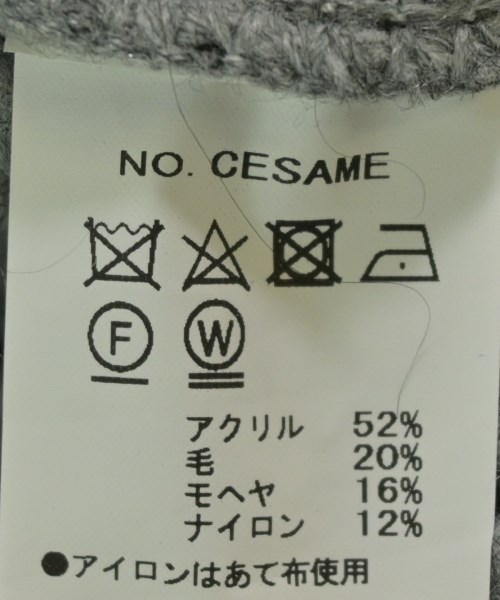 NO. CESAME
F W
アクリル 52%
毛 20%
モヘヤ 16%
ナイロン 12%
●アイロンはあて布使用